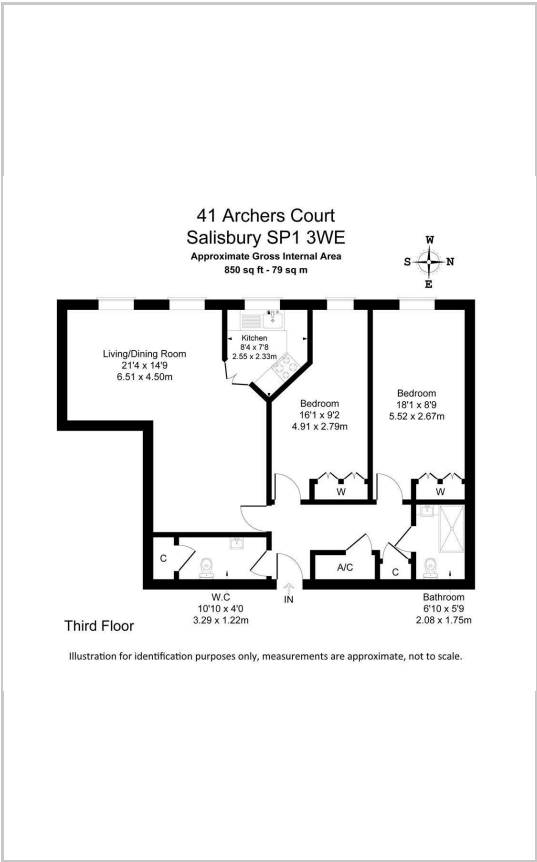 41 Archers Court
Salisbury SP1 3WE
Approximate Gross Internal Area
850 sq ft - 79 sq m
W
S
N
E
Living/Dining Room
21'4 x 14'9
6.51 x 4.50m
Kitchen
8'4 x 7'8
2.55 x 2.33m
Bedroom
16'1 x 9'2
4.91 x 2.79m
Bedroom
18'1 x 8'9
5.52 x 2.67m
W
W
C
A/C
C
IN
W.C
10'10 x 4'0
3.29 x 1.22m
Bathroom
6'10 x 5'9
2.08 x 1.75m
Third Floor
Illustration for identification purposes only, measurements are approximate, not to scale.